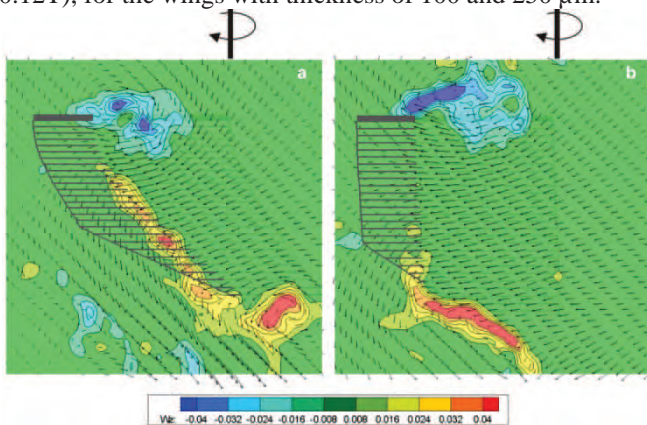 0.12T), for the wings with thickness of 100 and 250 μm.
a
b
Wz: -0.04 -0.032 -0.024 -0.016 -0.008 0.008 0.016 0.024 0.032 0.04